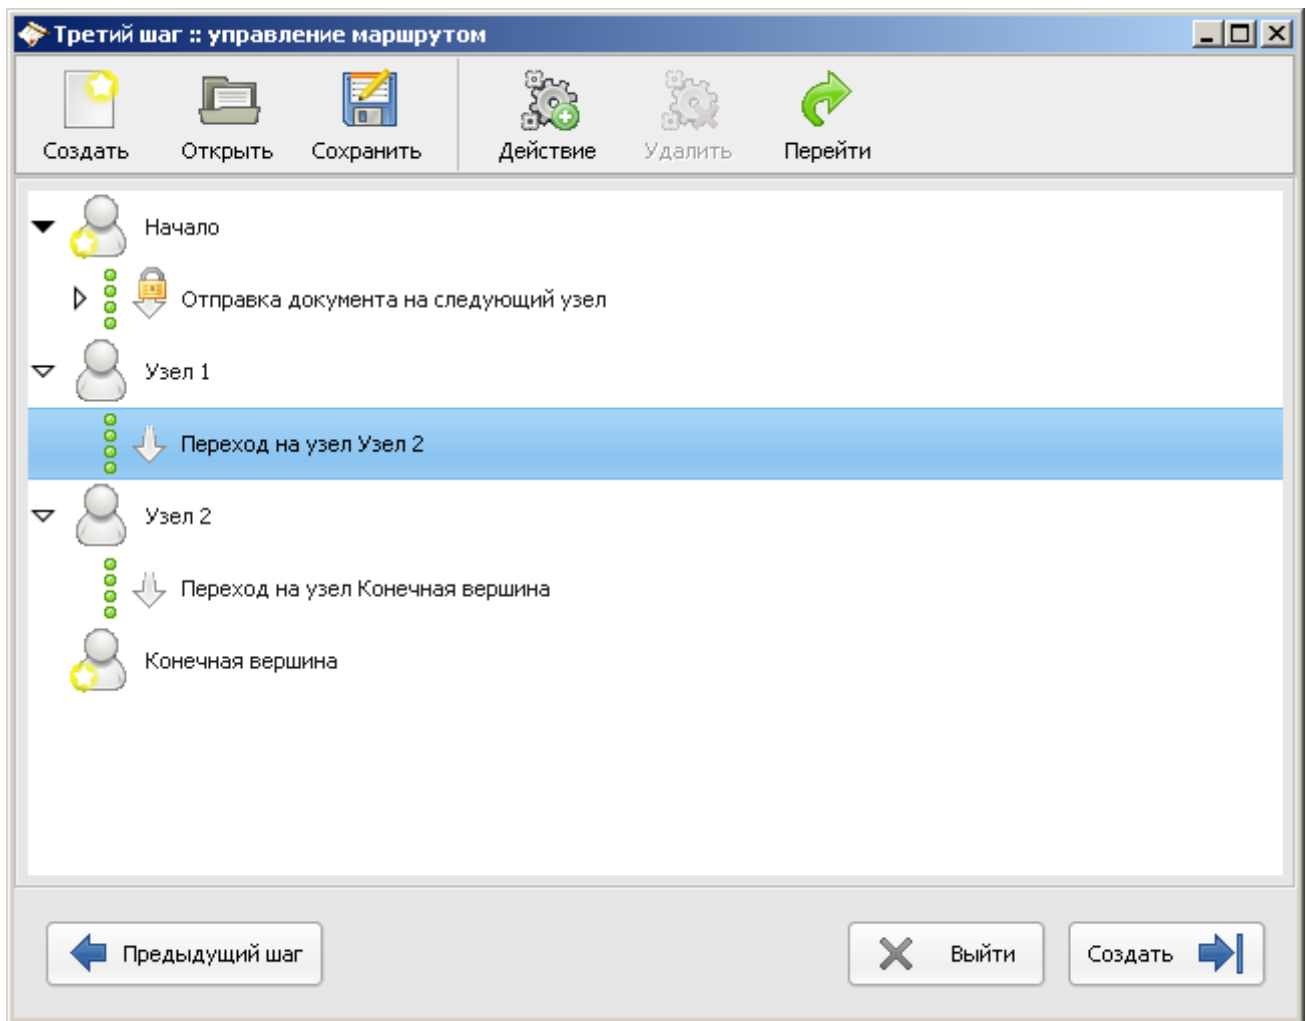 Третий шаг :: управление маршрутом
Создать Открыть Сохранить Действие Удалить Перейти
Начало
Отправка документа на следующий узел
Узел 1
Переход на узел Узел 2
Узел 2
Переход на узел Конечная вершина
Конечная вершина
Предыдущий шаг Выйти Создать